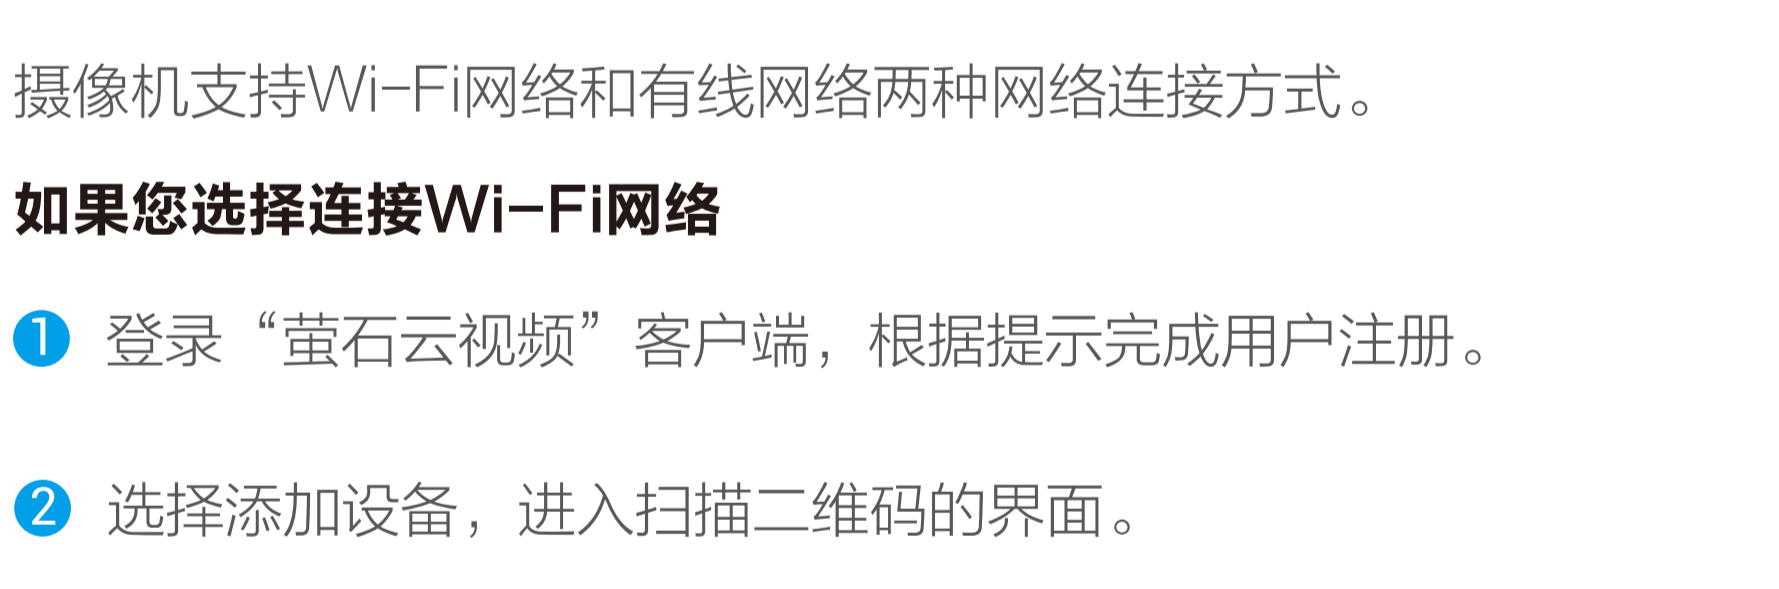 摄像机支持Wi-Fi网络和有线网络两种网络连接方式。
如果您选择连接Wi-Fi网络
1 登录“萤石云视频”客户端，根据提示完成用户注册。
2 选择添加设备，进入扫描二维码的界面。